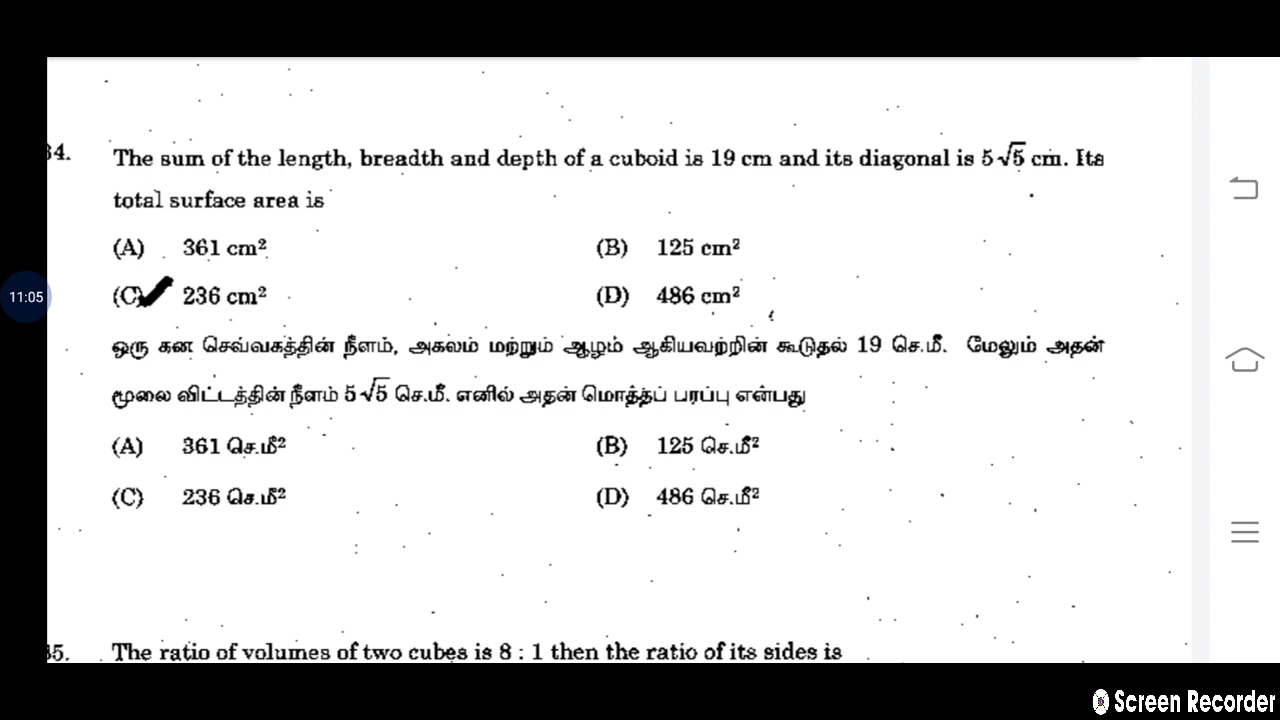 34. The sum of the length, breadth and depth of a cuboid is 19 cm and its diagonal is 5√5 cm. Its
total surface area is
(A) 361 cm² (B) 125 cm²
(C) 236 cm² (D) 486 cm²
11:05
ஒரு கன செவ்வகத்தின் நீளம், அகலம் மற்றும் ஆழம் ஆகியவற்றின் கூடுதல் 19 செ.மீ. மேலும் அதன்
மூலை விட்டத்தின் நீளம் 5√5 செ.மீ. எனில் அதன் மொத்தப் பரப்பு என்பது
(A) 361 செ.மீ² (B) 125 செ.மீ²
(C) 236 செ.மீ² (D) 486 செ.மீ²
35. The ratio of volumes of two cubes is 8 : 1 then the ratio of its sides is
Screen Recorder